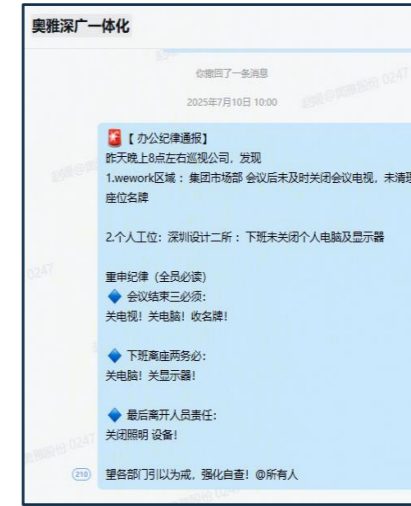 奥雅深广一体化
你撤回了一条消息
2025年7月10日 10:00
【 办公纪律通报】
昨天晚上8点左右巡视公司，发现
1.wework区域 ：集团市场部 会议后未及时关闭会议电视，未清理
座位名牌
2.个人工位：深圳设计二所 ：下班未关闭个人电脑及显示器
重申纪律（全员必读）
会议结束三必须:
关电视！关电脑！收名牌！
下班离座两务必:
关电脑！关显示器！
最后离开人员责任:
关闭照明 设备！
210 望各部门引以为戒，强化自查！@所有人